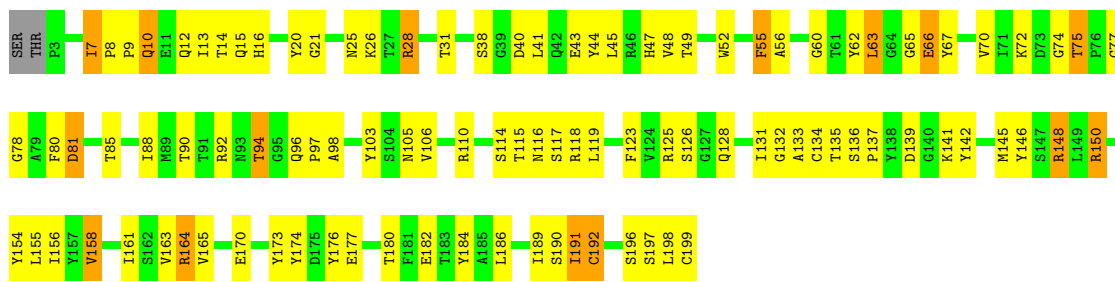 SER THR P3 I7 P8 P9 Q10 E11 Q12 I13 T14 Q15 H16 Y20 G21 N25 K26 T27 R28 T31 S38 G39 D40 L41 Q42 E43 Y44 L45 R46 H47 V48 T49 W52 F55 A56 G60 T61 Y62 L63 G64 G65 E66 Y67 V70 I71 K72 D73 G74 T75 P76 G77
G78 A79 F80 D81 T85 I88 M89 T90 T91 R92 N93 T94 G95 Q96 P97 A98 Y103 S104 N105 V106 R110 S114 T115 N116 S117 R118 L119 F123 V124 R125 S126 G127 Q128 I131 G132 A133 C134 T135 S136 P137 Y138 D139 G140 K141 Y142 M145 Y146 S147 R148 L149 R150
Y154 L155 I156 Y157 V158 I161 S162 V163 R164 V165 E170 Y173 Y174 D175 Y176 E177 T180 F181 E182 T183 Y184 A185 L186 I189 S190 I191 C192 S196 S197 L198 C199